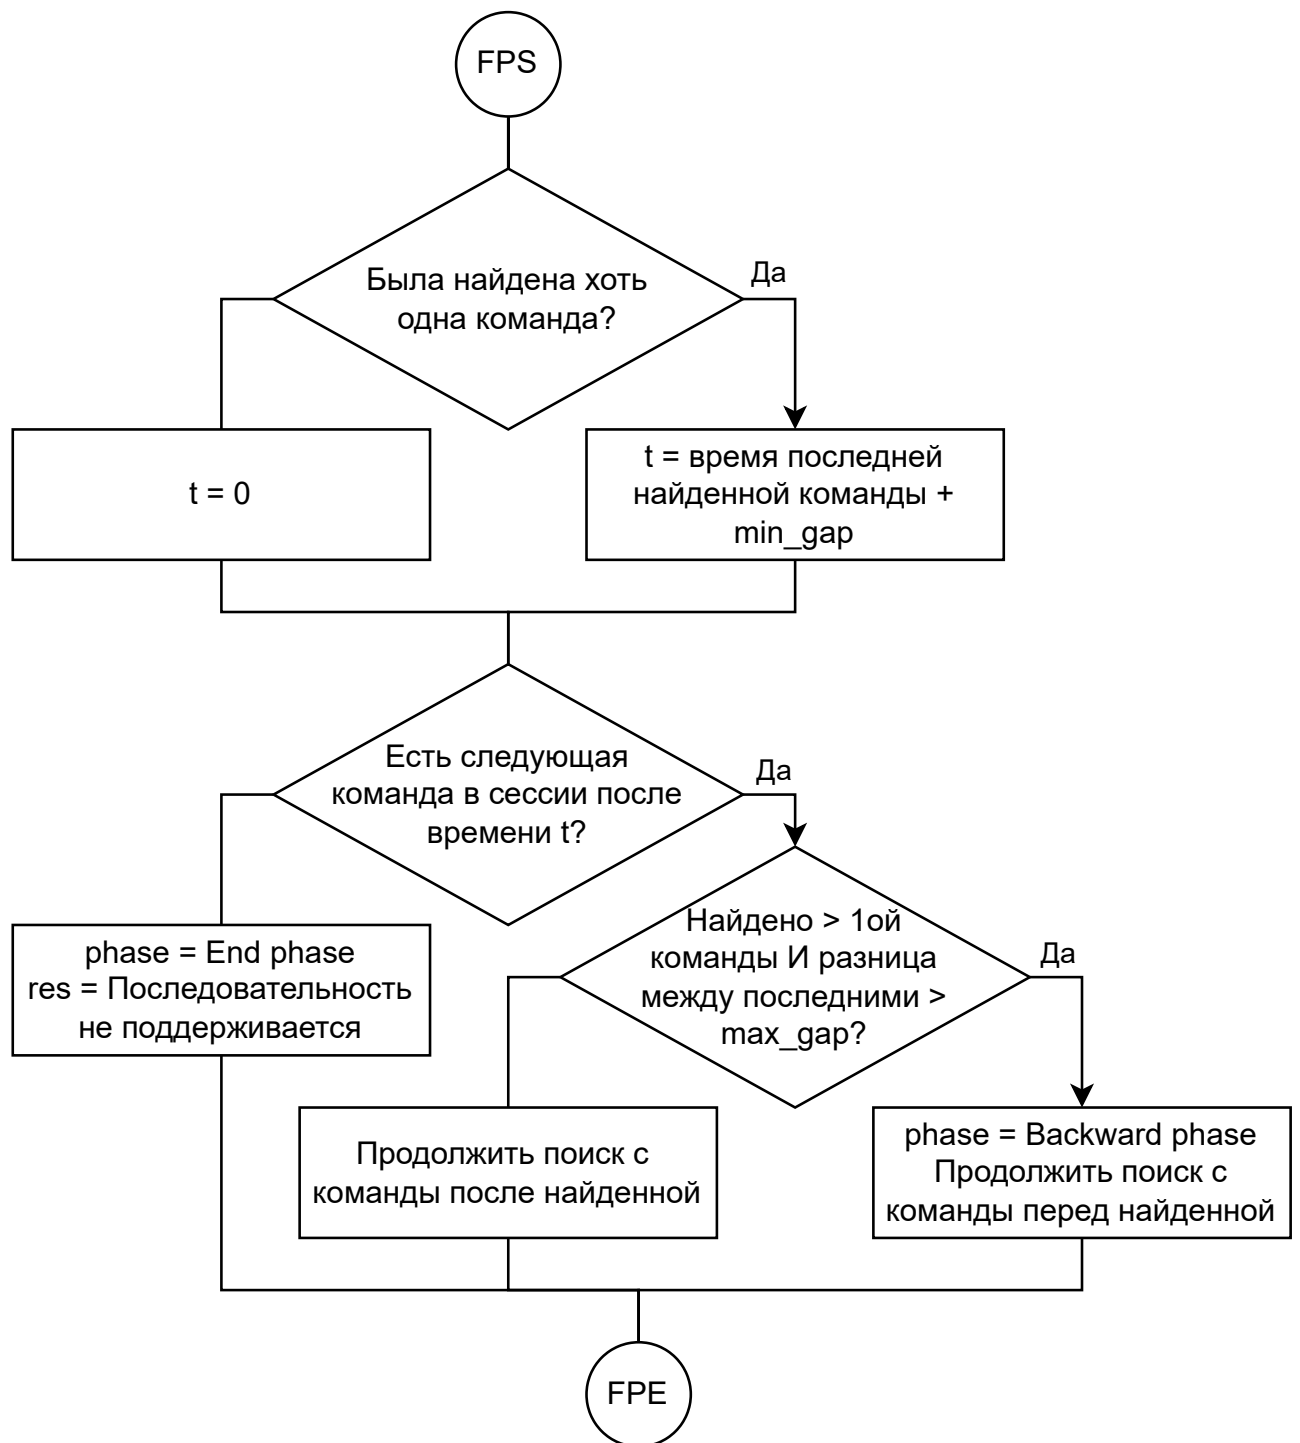 FPS
Была найдена хоть
одна команда?
Да
t = 0
t = время последней
найденной команды +
min_gap
Есть следующая
команда в сессии после
времени t?
Да
phase = End phase
res = Последовательность
не поддерживается
Найдено > 1ой
команды И разница
между последними >
max_gap?
Да
Продолжить поиск с
команды после найденной
phase = Backward phase
Продолжить поиск с
команды перед найденной
FPE